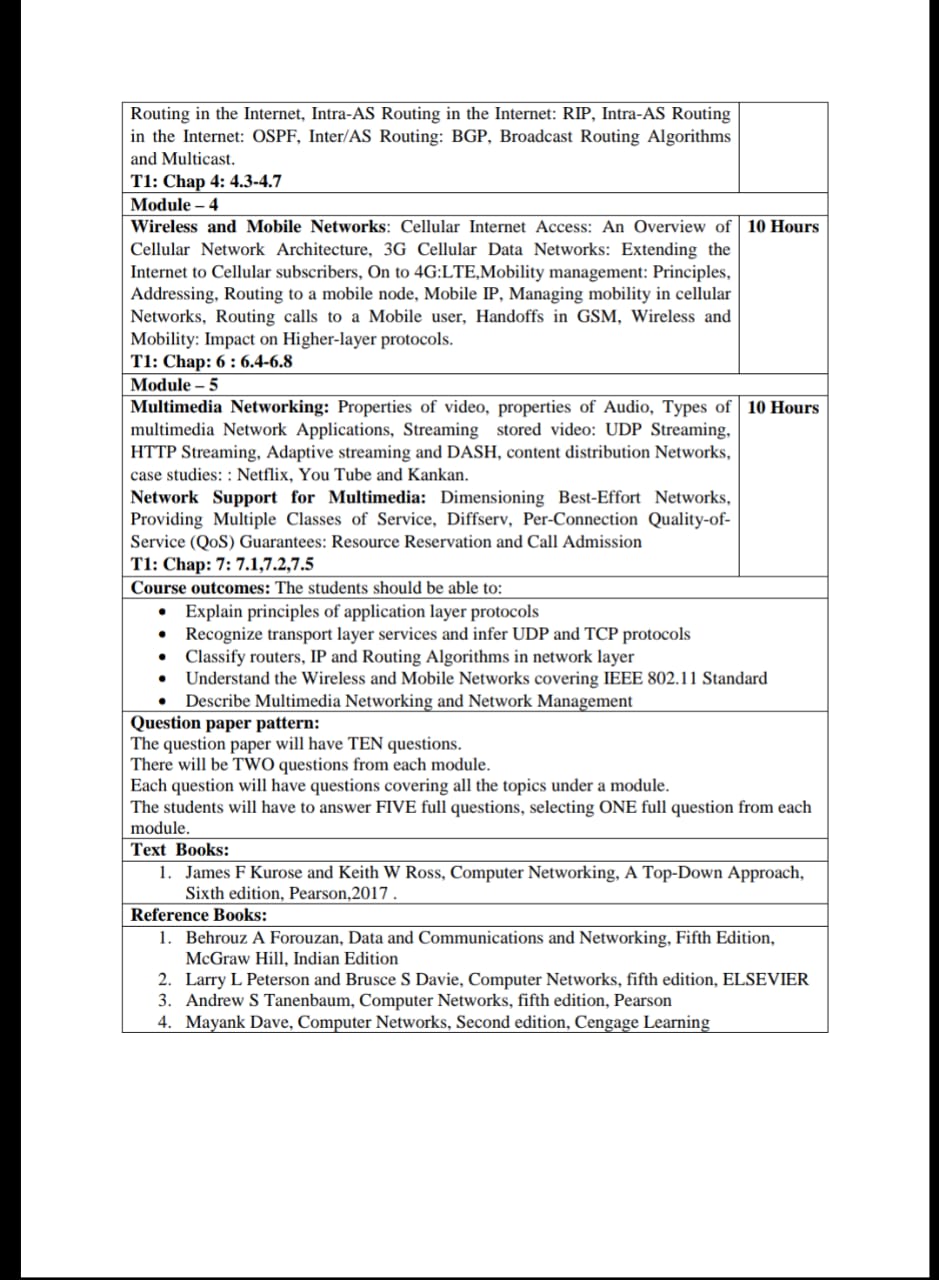 Routing in the Internet, Intra-AS Routing in the Internet: RIP, Intra-AS Routing
in the Internet: OSPF, Inter/AS Routing: BGP, Broadcast Routing Algorithms
and Multicast.
T1: Chap 4: 4.3-4.7
Module – 4
Wireless and Mobile Networks: Cellular Internet Access: An Overview of
Cellular Network Architecture, 3G Cellular Data Networks: Extending the
Internet to Cellular subscribers, On to 4G:LTE,Mobility management: Principles,
Addressing, Routing to a mobile node, Mobile IP, Managing mobility in cellular
Networks, Routing calls to a Mobile user, Handoffs in GSM, Wireless and
Mobility: Impact on Higher-layer protocols.
T1: Chap: 6 : 6.4-6.8
10 Hours
Module – 5
Multimedia Networking: Properties of video, properties of Audio, Types of
multimedia Network Applications, Streaming stored video: UDP Streaming,
HTTP Streaming, Adaptive streaming and DASH, content distribution Networks,
case studies: : Netflix, You Tube and Kankan.
Network Support for Multimedia: Dimensioning Best-Effort Networks,
Providing Multiple Classes of Service, Diffserv, Per-Connection Quality-of-
Service (QoS) Guarantees: Resource Reservation and Call Admission
T1: Chap: 7: 7.1,7.2,7.5
10 Hours
Course outcomes: The students should be able to:
• Explain principles of application layer protocols
• Recognize transport layer services and infer UDP and TCP protocols
• Classify routers, IP and Routing Algorithms in network layer
• Understand the Wireless and Mobile Networks covering IEEE 802.11 Standard
• Describe Multimedia Networking and Network Management
Question paper pattern:
The question paper will have TEN questions.
There will be TWO questions from each module.
Each question will have questions covering all the topics under a module.
The students will have to answer FIVE full questions, selecting ONE full question from each
module.
Text Books:
1. James F Kurose and Keith W Ross, Computer Networking, A Top-Down Approach,
Sixth edition, Pearson,2017 .
Reference Books:
1. Behrouz A Forouzan, Data and Communications and Networking, Fifth Edition,
McGraw Hill, Indian Edition
2. Larry L Peterson and Brusce S Davie, Computer Networks, fifth edition, ELSEVIER
3. Andrew S Tanenbaum, Computer Networks, fifth edition, Pearson
4. Mayank Dave, Computer Networks, Second edition, Cengage Learning